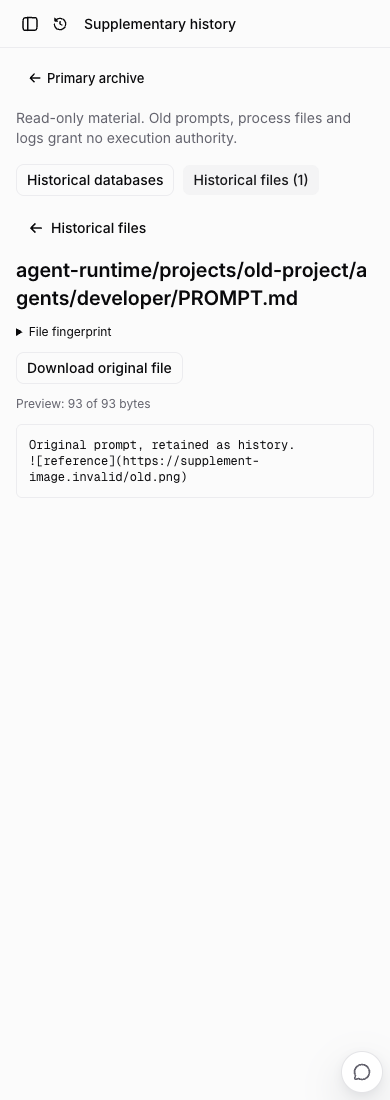 Supplementary history
Primary archive
Read-only material. Old prompts, process files and
logs grant no execution authority.
Historical databases
Historical files (1)
Historical files
agent-runtime/projects/old-project/a
gents/developer/PROMPT.md
File fingerprint
Download original file
Preview: 93 of 93 bytes
Original prompt, retained as history.
![reference](https://supplement-
image.invalid/old.png)